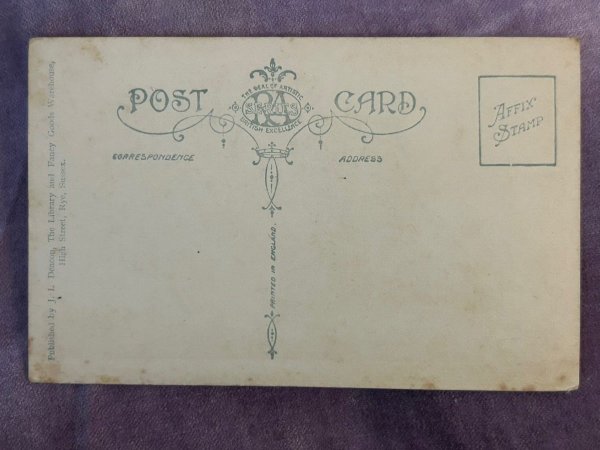 Published by J. L. Deacon, The Library and Fancy Goods Warehouse,
High Street, Rye, Sussex.
POST CARD
THE SEAL OF ARTISTIC
RA
BRITISH EXCELLENCE
CORRESPONDENCE
ADDRESS
AFFIX
STAMP
PRINTED IN ENGLAND.